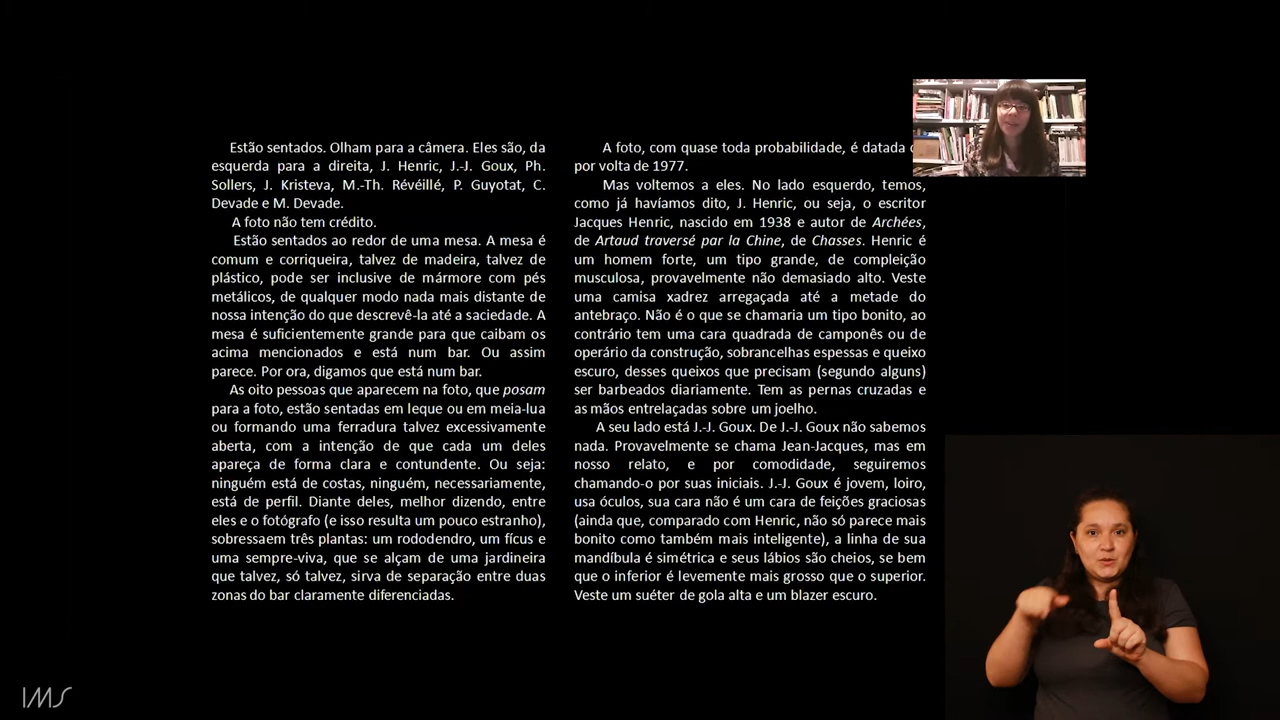 Estão sentados. Olham para a câmera. Eles são, da
esquerda para a direita, J. Henric, J.-J. Goux, Ph.
Sollers, J. Kristeva, M.-Th. Révéillé, P. Guyotat, C.
Devade e M. Devade.
A foto não tem crédito.
Estão sentados ao redor de uma mesa. A mesa é
comum e corriqueira, talvez de madeira, talvez de
plástico, pode ser inclusive de mármore com pés
metálicos, de qualquer modo nada mais distante de
nossa intenção do que descrevê-la até a saciedade. A
mesa é suficientemente grande para que caibam os
acima mencionados e está num bar. Ou assim
parece. Por ora, digamos que está num bar.
As oito pessoas que aparecem na foto, que posam
para a foto, estão sentadas em leque ou em meia-lua
ou formando uma ferradura talvez excessivamente
aberta, com a intenção de que cada um deles
apareça de forma clara e contundente. Ou seja:
ninguém está de costas, ninguém, necessariamente,
está de perfil. Diante deles, melhor dizendo, entre
eles e o fotógrafo (e isso resulta um pouco estranho),
sobressaem três plantas: um rododendro, um fícus e
uma sempre-viva, que se alçam de uma jardineira
que talvez, só talvez, sirva de separação entre duas
zonas do bar claramente diferenciadas.
A foto, com quase toda probabilidade, é datada
por volta de 1977.
Mas voltemos a eles. No lado esquerdo, temos,
como já havíamos dito, J. Henric, ou seja, o escritor
Jacques Henric, nascido em 1938 e autor de Archées,
de Artaud traversé par la Chine, de Chasses. Henric é
um homem forte, um tipo grande, de compleição
musculosa, provavelmente não demasiado alto. Veste
uma camisa xadrez arregaçada até a metade do
antebraço. Não é o que se chamaria um tipo bonito, ao
contrário tem uma cara quadrada de camponês ou de
operário da construção, sobrancelhas espessas e queixo
escuro, desses queixos que precisam (segundo alguns)
ser barbeados diariamente. Tem as pernas cruzadas e
as mãos entrelaçadas sobre um joelho.
A seu lado está J.-J. Goux. De J.-J. Goux não sabemos
nada. Provavelmente se chama Jean-Jacques, mas em
nosso relato, e por comodidade, seguiremos
chamando-o por suas iniciais. J.-J. Goux é jovem, loiro,
usa óculos, sua cara não é um cara de feições graciosas
(ainda que, comparado com Henric, não só parece mais
bonito como também mais inteligente), a linha de sua
mandíbula é simétrica e seus lábios são cheios, se bem
que o inferior é levemente mais grosso que o superior.
Veste um suéter de gola alta e um blazer escuro.
IMS